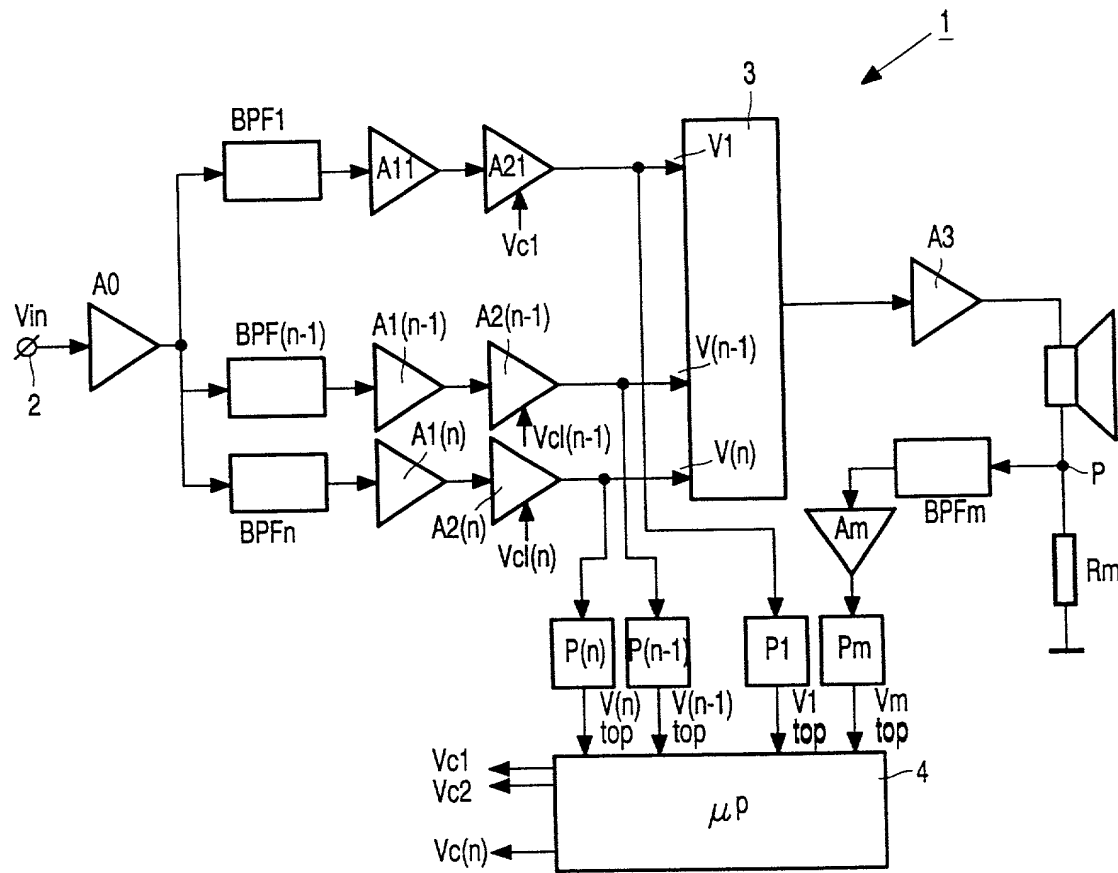 1
3
BPF1
A11
A21
V1
Vc1
A3
A0
Vin
2
BPF(n-1)
A1(n-1)
A2(n-1)
V(n-1)
Vcl(n-1)
A1(n)
V(n)
BPFn
A2(n)
Vcl(n)
BPFm
P
Am
Rm
P(n)
P(n-1)
P1
Pm
V(n)
top
V(n-1)
top
V1
top
Vm
top
Vc1
Vc2
Vc(n)
μp
4